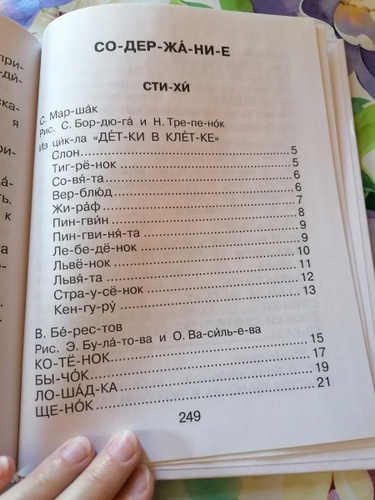 СО-ДЕР-ЖА́-НИ-Е
СТИ-ХИ́
С. Мар-ша́к
Рис. С. Бор-дю-га́ и Н. Тре-пе-но́к
Из ци́к-ла «ДЕ́Т-КИ В КЛЕ́Т-КЕ»
Слон 5
Тиг-рё-нок 5
Со-вя́-та 6
Вер-блю́д 6
Жи-ра́ф 7
Пин-гви́н 8
Пин-гви-ня́-та 9
Ле-бе-дё-нок 9
Львё-нок 10
Львя́-та 11
Стра-у-сё-нок 12
Кен-гу-ру́ 13
В. Бе́-рес-тов
Рис. Э. Бу-ла́-то-ва и О. Ва-си́ль-е-ва
КО-ТЁ-НОК 15
БЫ-ЧО́К 17
ЛО-ША́Д-КА 19
ЩЕ-НО́К 21
249